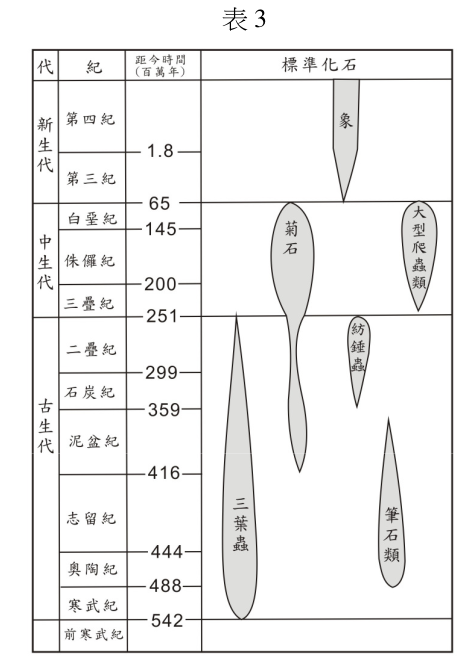 表 3
代 紀 距今時間 標準化石
(百萬年)
新生代
第四紀
1.8
第三紀
65
中生代
白堊紀
145
侏儸紀
200
三疊紀
251
古生代
二疊紀
299
石炭紀
359
泥盆紀
416
志留紀
444
奧陶紀
488
寒武紀
542
前寒武紀
象
菊石
大型爬蟲類
紡錘蟲
三葉蟲
筆石類